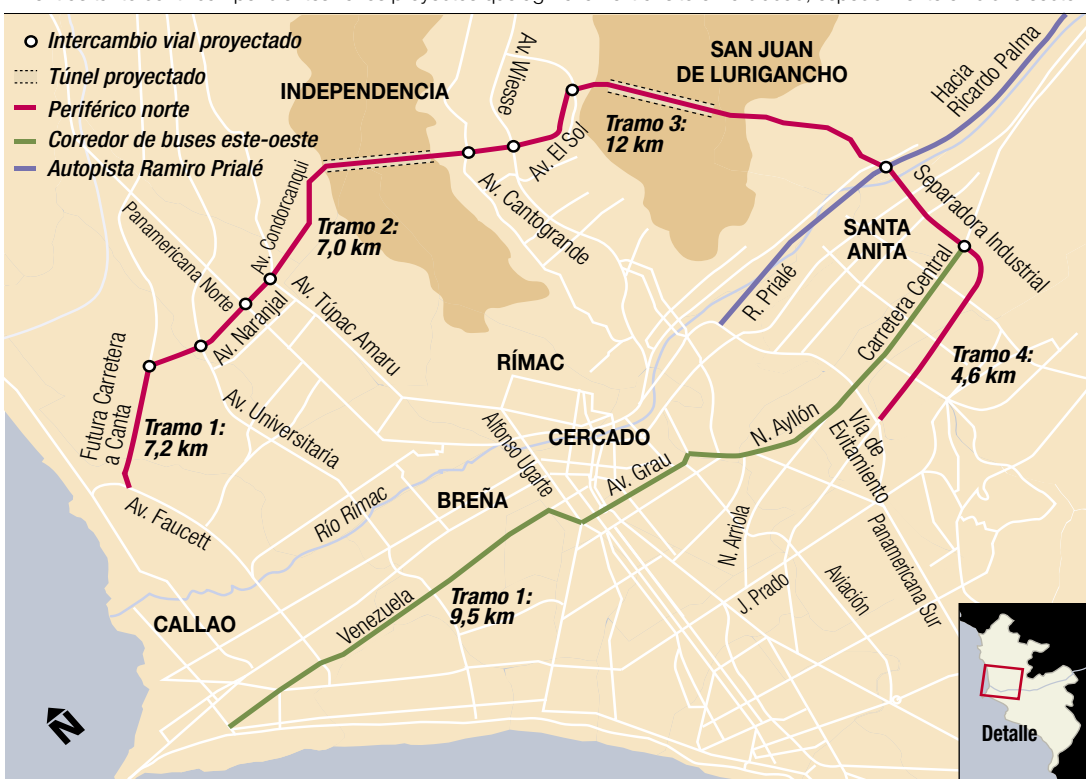 Intercambio vial proyectado
Túnel proyectado
Periférico norte
Corredor de buses este-oeste
Autopista Ramiro Prialé
INDEPENDENCIA
Av. Wiesse
SAN JUAN
DE LURIGANCHO
Hacia
Ricardo Palma
Tramo 3:
12 km
Av. El Sol
Av. Cantogrande
Separadora Industrial
SANTA
ANITA
R. Prialé
Panamericana Norte
Av. Condorcanqui
Tramo 2:
7,0 km
Av. Naranjal
Av. Túpac Amaru
Carretera Central
Tramo 4:
4,6 km
RÍMAC
Futura Carretera
a Canta
Tramo 1:
7,2 km
Av. Universitaria
Alfonso Ugarte
CERCADO
N. Ayllón
Vía de
Evitamiento
Av. Grau
Av. Faucett
Río Rímac
BREÑA
N. Arriola
Panamericana Sur
J. Prado
Aviación
Tramo 1:
9,5 km
Venezuela
CALLAO
N
Detalle